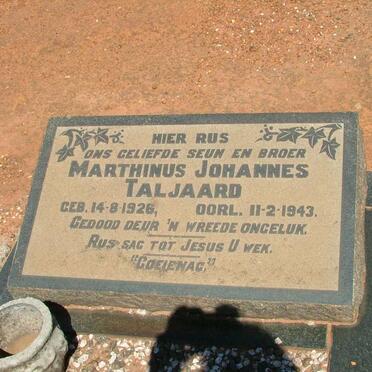 HIER RUS
ONS GELIEFDE SEUN EN BROER
MARTHINUS JOHANNES
TALJAARD
GEB. 14-8-1926, OORL. 11-2-1943.
GEDOOD DEUR 'N WREEDE ONGELUK.
RUS SAG TOT JESUS U WEK.
"GOEIENAG,"